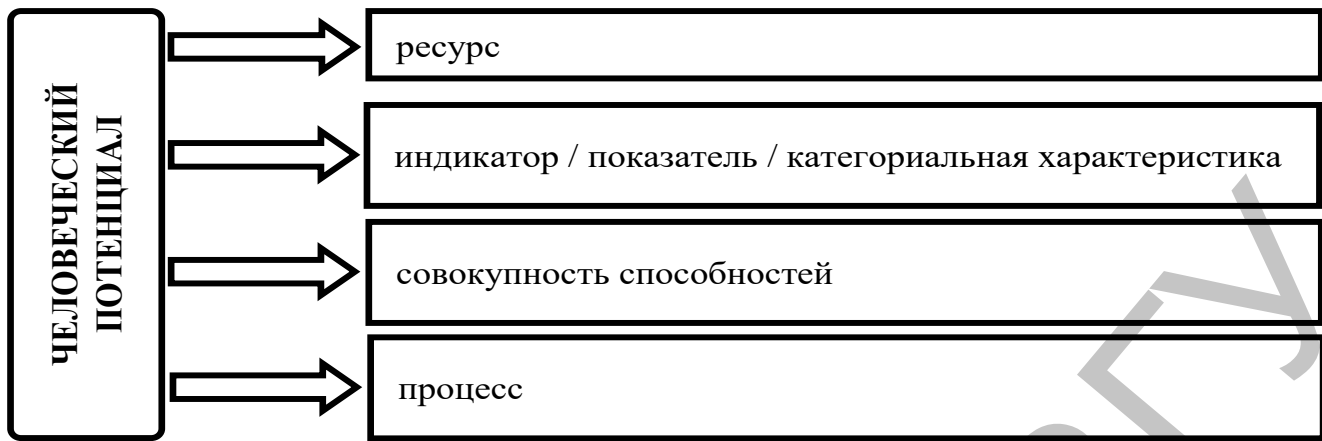 ЧЕЛОВЕЧЕСКИЙ
ПОТЕНЦИАЛ
ресурс
индикатор / показатель / категориальная характеристика
совокупность способностей
процесс